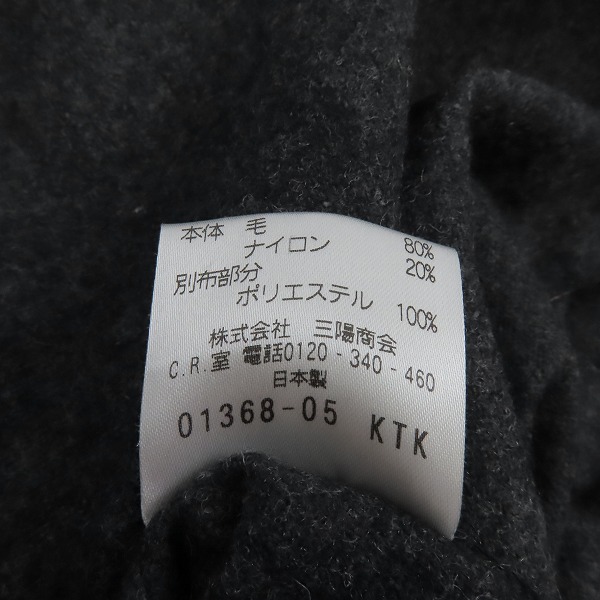 本体 毛 80%
ナイロン 20%
別布部分
ポリエステル 100%
株式会社 三陽商会
C.R.室 電話0120-340-460
日本製
01368-05 KTK